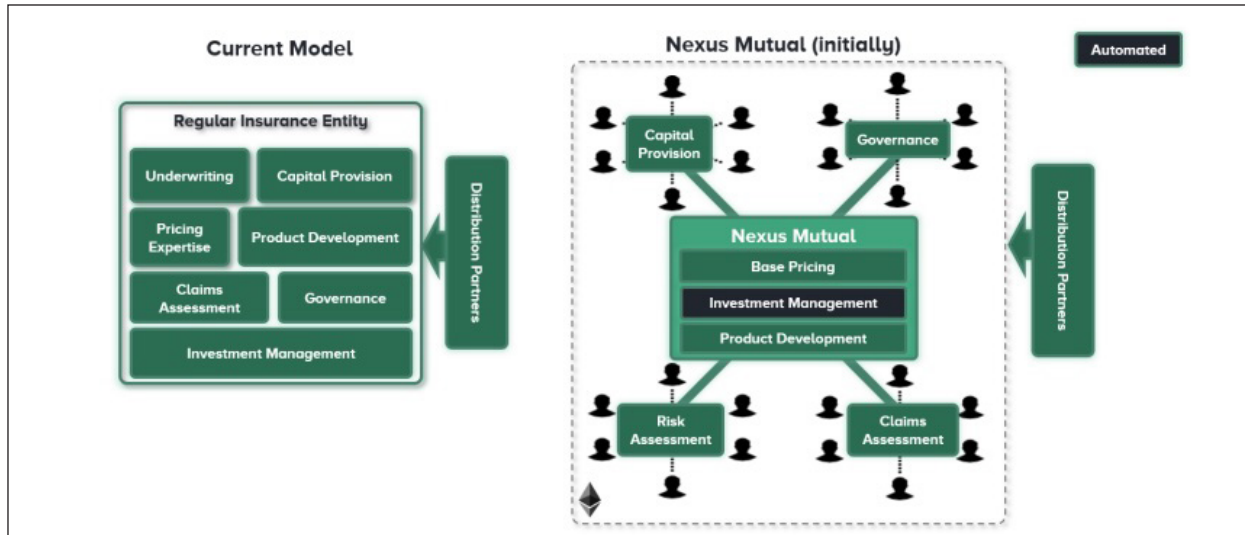 Current Model
Regular Insurance Entity
Underwriting
Capital Provision
Pricing
Expertise
Product Development
Claims
Assessment
Governance
Investment Management
Distribution Partners
Nexus Mutual (initially)
Automated
Capital
Provision
Governance
Nexus Mutual
Base Pricing
Investment Management
Product Development
Risk
Assessment
Claims
Assessment
Distribution Partners